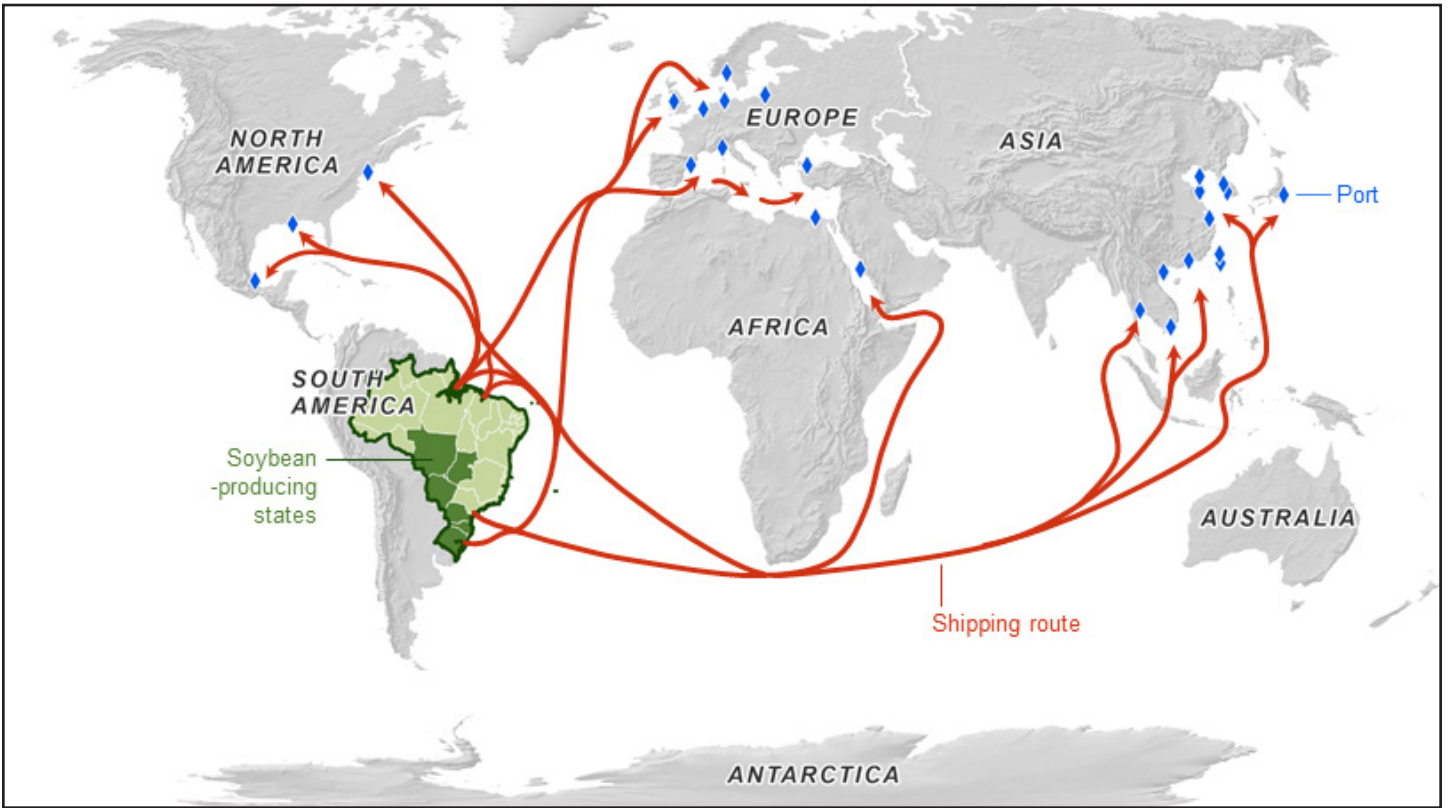 NORTH
AMERICA
EUROPE
ASIA
Port
AFRICA
SOUTH
AMERICA
Soybean
-producing
states
AUSTRALIA
Shipping route
ANTARCTICA